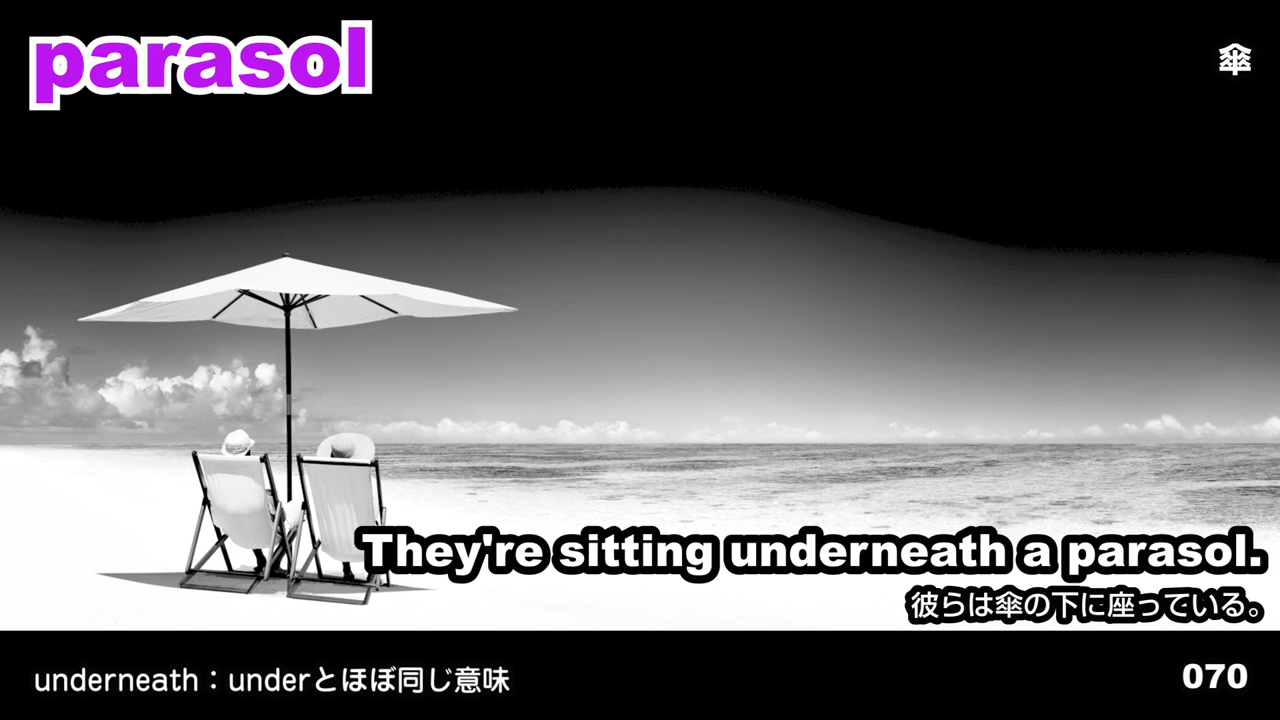 parasol
傘
They're sitting underneath a parasol.
彼らは傘の下に座っている。
underneath：underとほぼ同じ意味
070